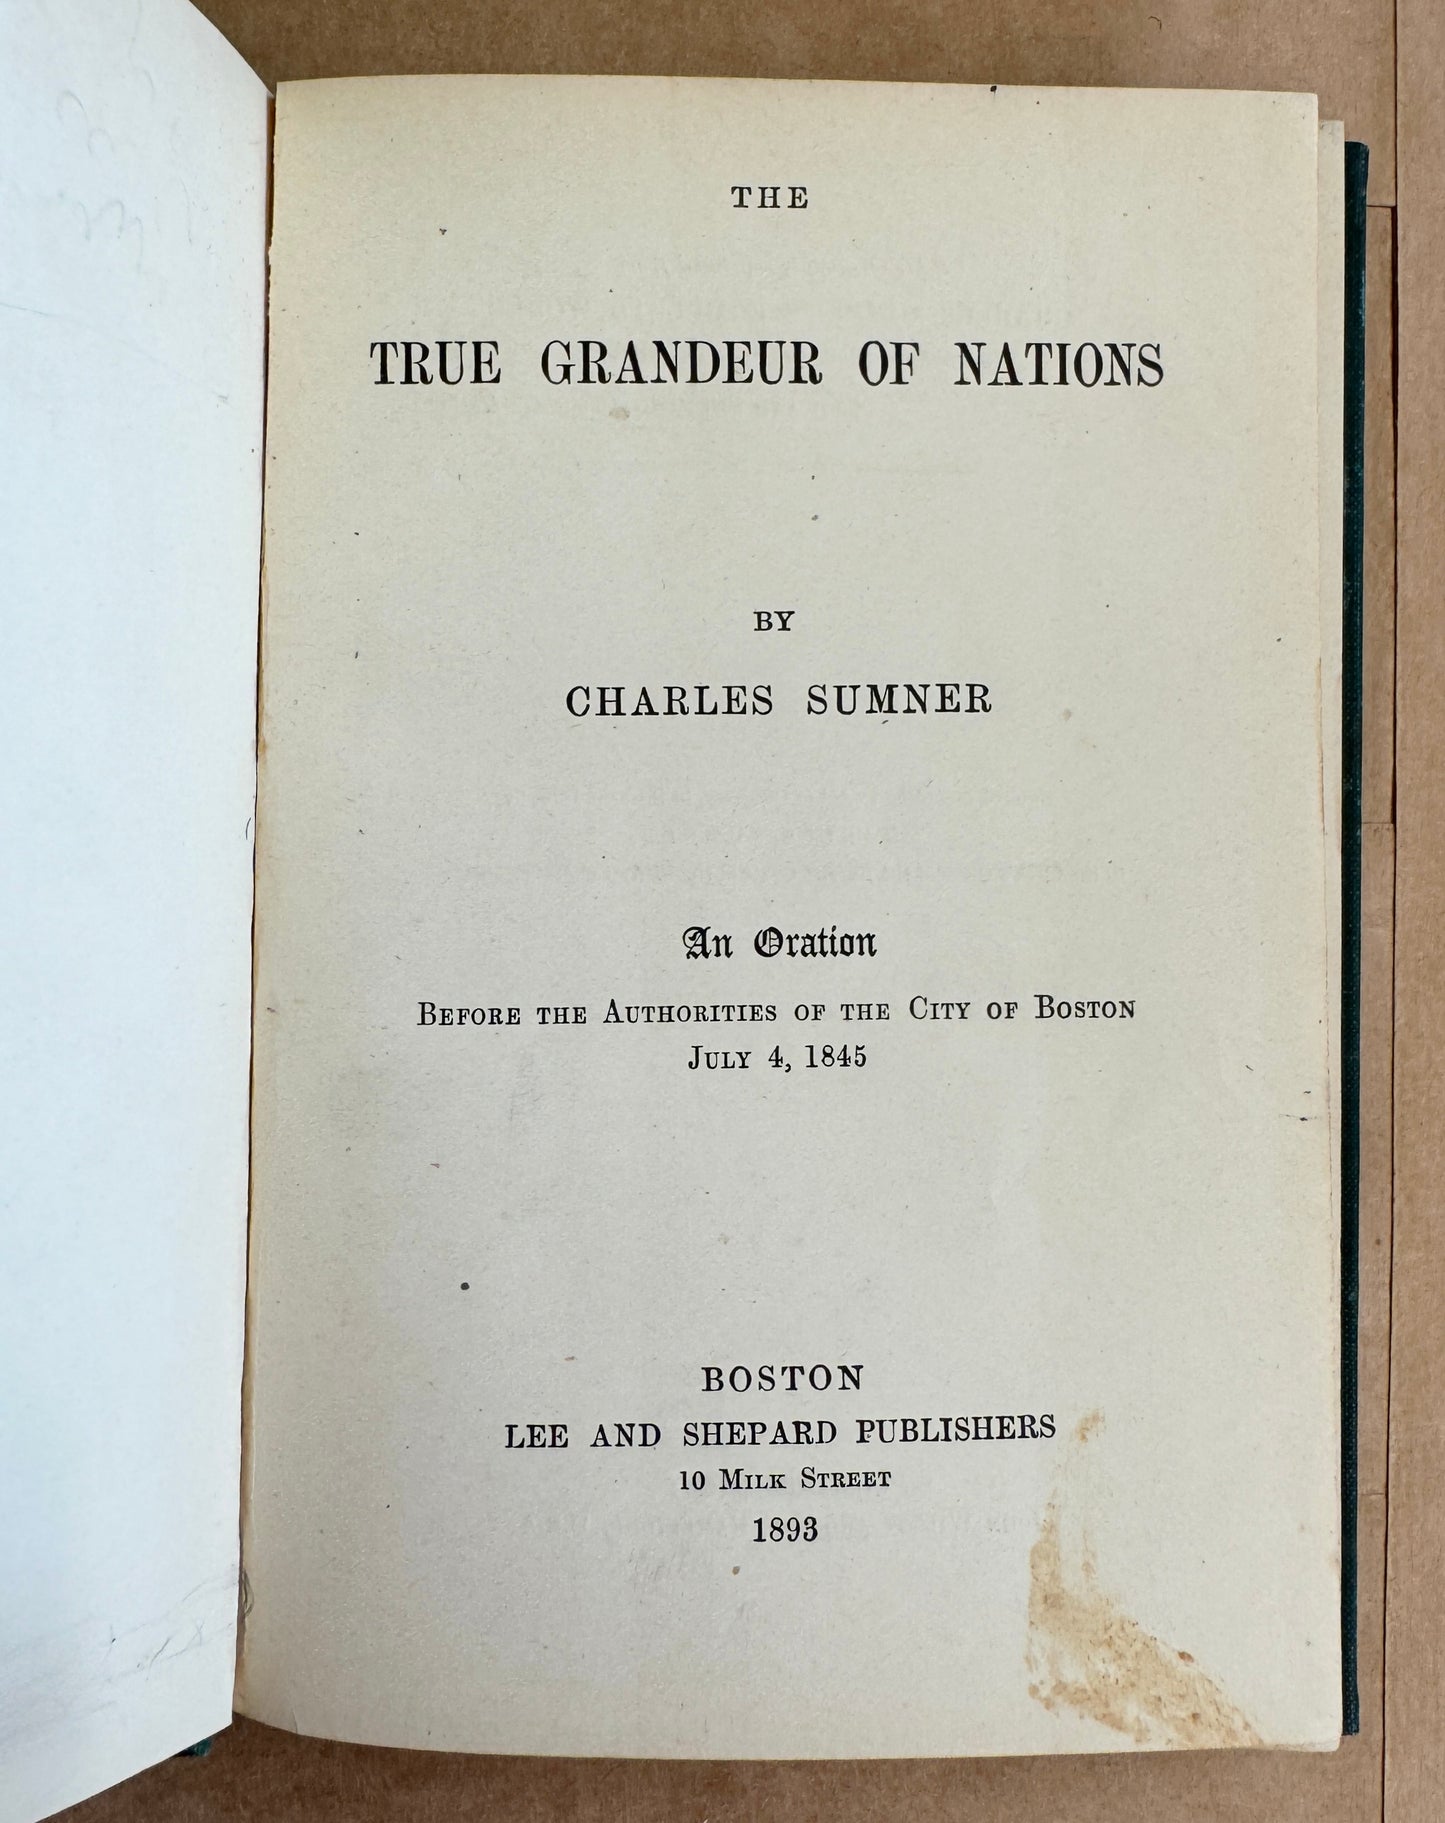 THE
TRUE GRANDEUR OF NATIONS
BY
CHARLES SUMNER
An Oration
BEFORE THE AUTHORITIES OF THE CITY OF BOSTON
JULY 4, 1845
BOSTON
LEE AND SHEPARD PUBLISHERS
10 MILK STREET
1893